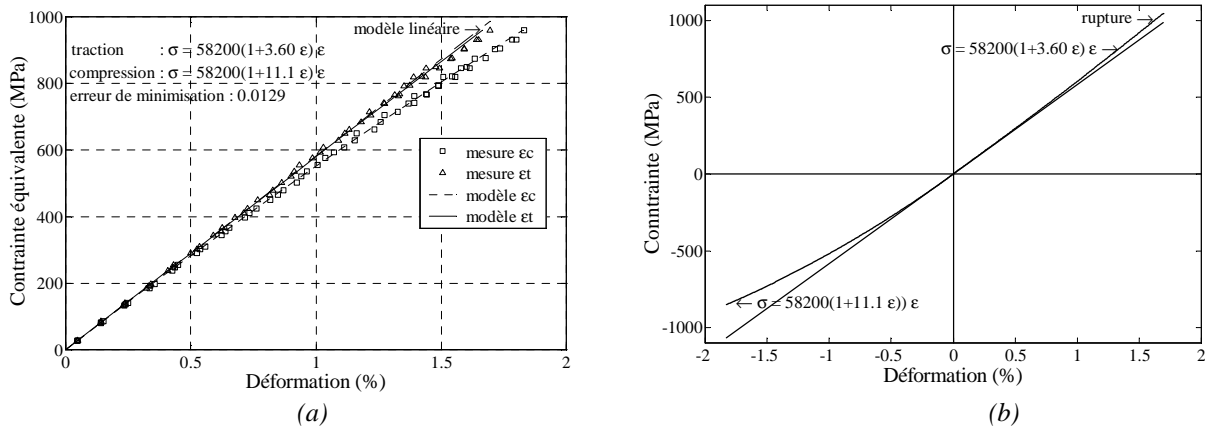 1000
800
600
400
200
0
Contrainte équivalente (MPa)
modèle linéaire
traction : σ = 58200(1+3.60 ε) ε
compression : σ = 58200(1+11.1 ε) ε
erreur de minimisation : 0.0129
mesure εc
mesure εt
modèle εc
modèle εt
0 0.5 1 1.5 2
Déformation (%)
(a)
1000
500
0
-500
-1000
Conntrainte (MPa)
rupture
σ = 58200(1+3.60 ε) ε
σ = 58200(1+11.1 ε)) ε
-2 -1.5 -1 -0.5 0 0.5 1 1.5 2
Déformation (%)
(b)